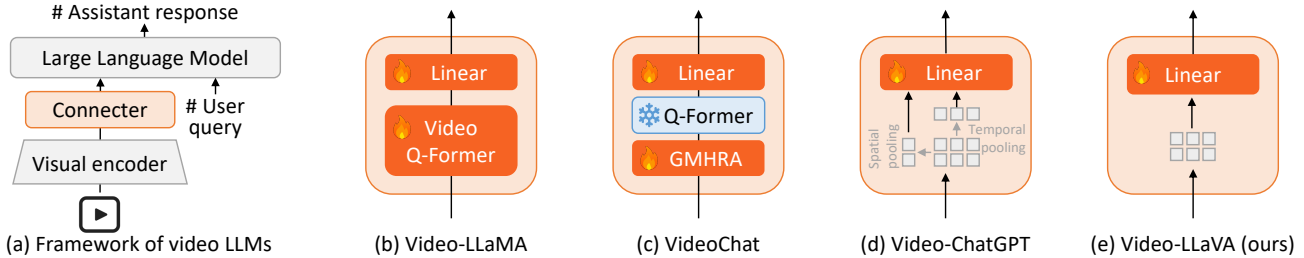 # Assistant response
Large Language Model
Connecter
# User
query
Visual encoder
(a) Framework of video LLMs
Linear
Video
Q-Former
(b) Video-LLaMA
Linear
Q-Former
GMHRA
(c) VideoChat
Linear
Spatial
pooling
Temporal
pooling
(d) Video-ChatGPT
Linear
(e) Video-LLaVA (ours)